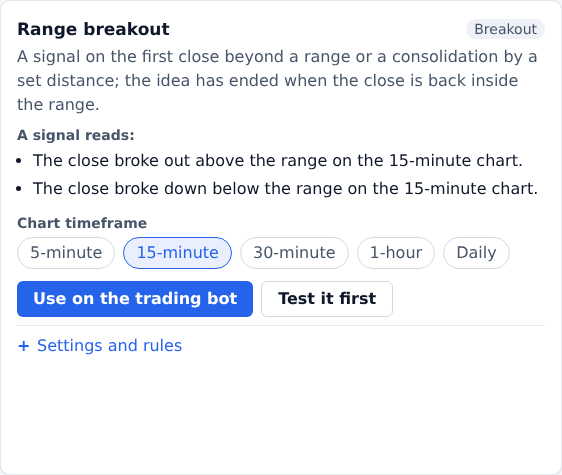 Range breakout
Breakout
A signal on the first close beyond a range or a consolidation by a
set distance; the idea has ended when the close is back inside
the range.
A signal reads:
• The close broke out above the range on the 15-minute chart.
• The close broke down below the range on the 15-minute chart.
Chart timeframe
5-minute 15-minute 30-minute 1-hour Daily
Use on the trading bot Test it first
+ Settings and rules